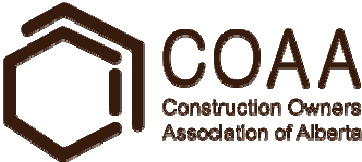 COAA
Construction Owners
Association of Alberta